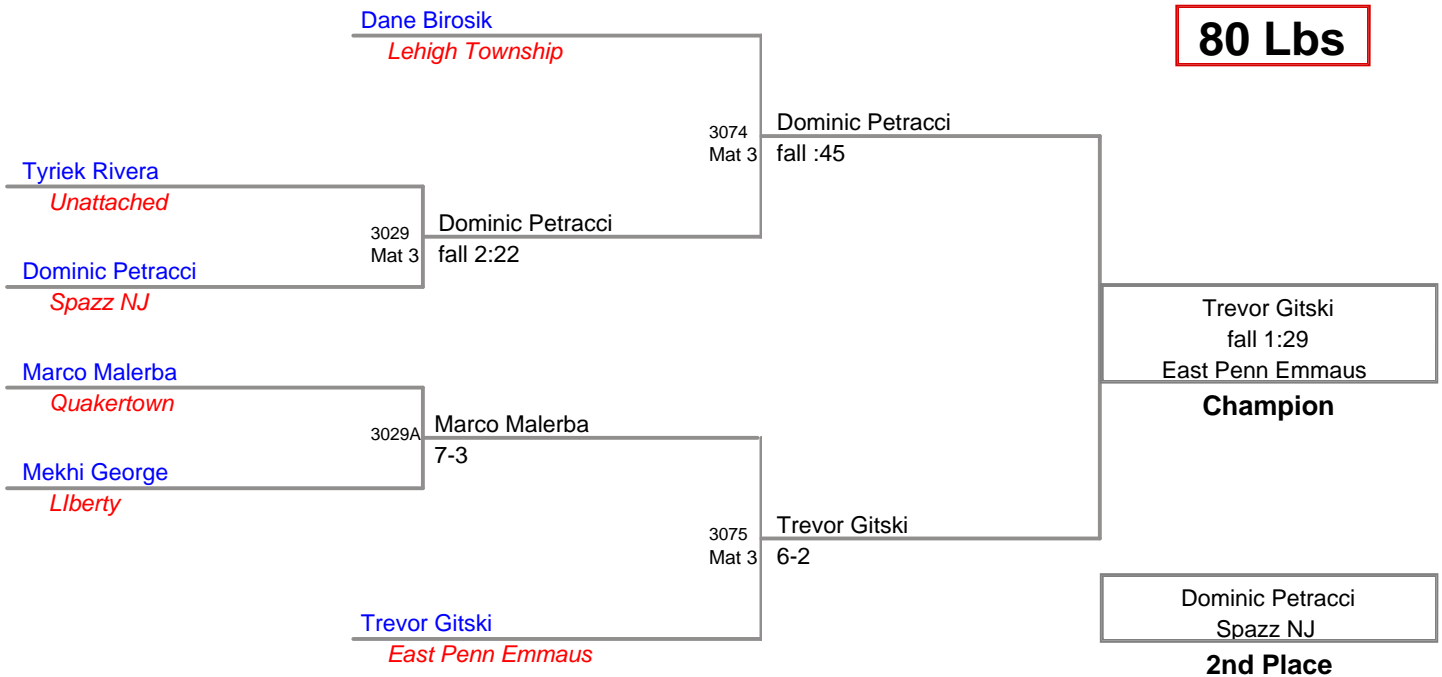 Dane Birosik
Lehigh Township
80 Lbs
3074
Mat 3
Dominic Petracci
fall :45
Tyriek Rivera
Unattached
3029
Mat 3
Dominic Petracci
fall 2:22
Dominic Petracci
Spazz NJ
Trevor Gitski
fall 1:29
East Penn Emmaus
Champion
Marco Malerba
Quakertown
3029A
Marco Malerba
7-3
Mekhi George
LIberty
3075
Mat 3
Trevor Gitski
6-2
Trevor Gitski
East Penn Emmaus
Dominic Petracci
Spazz NJ
2nd Place